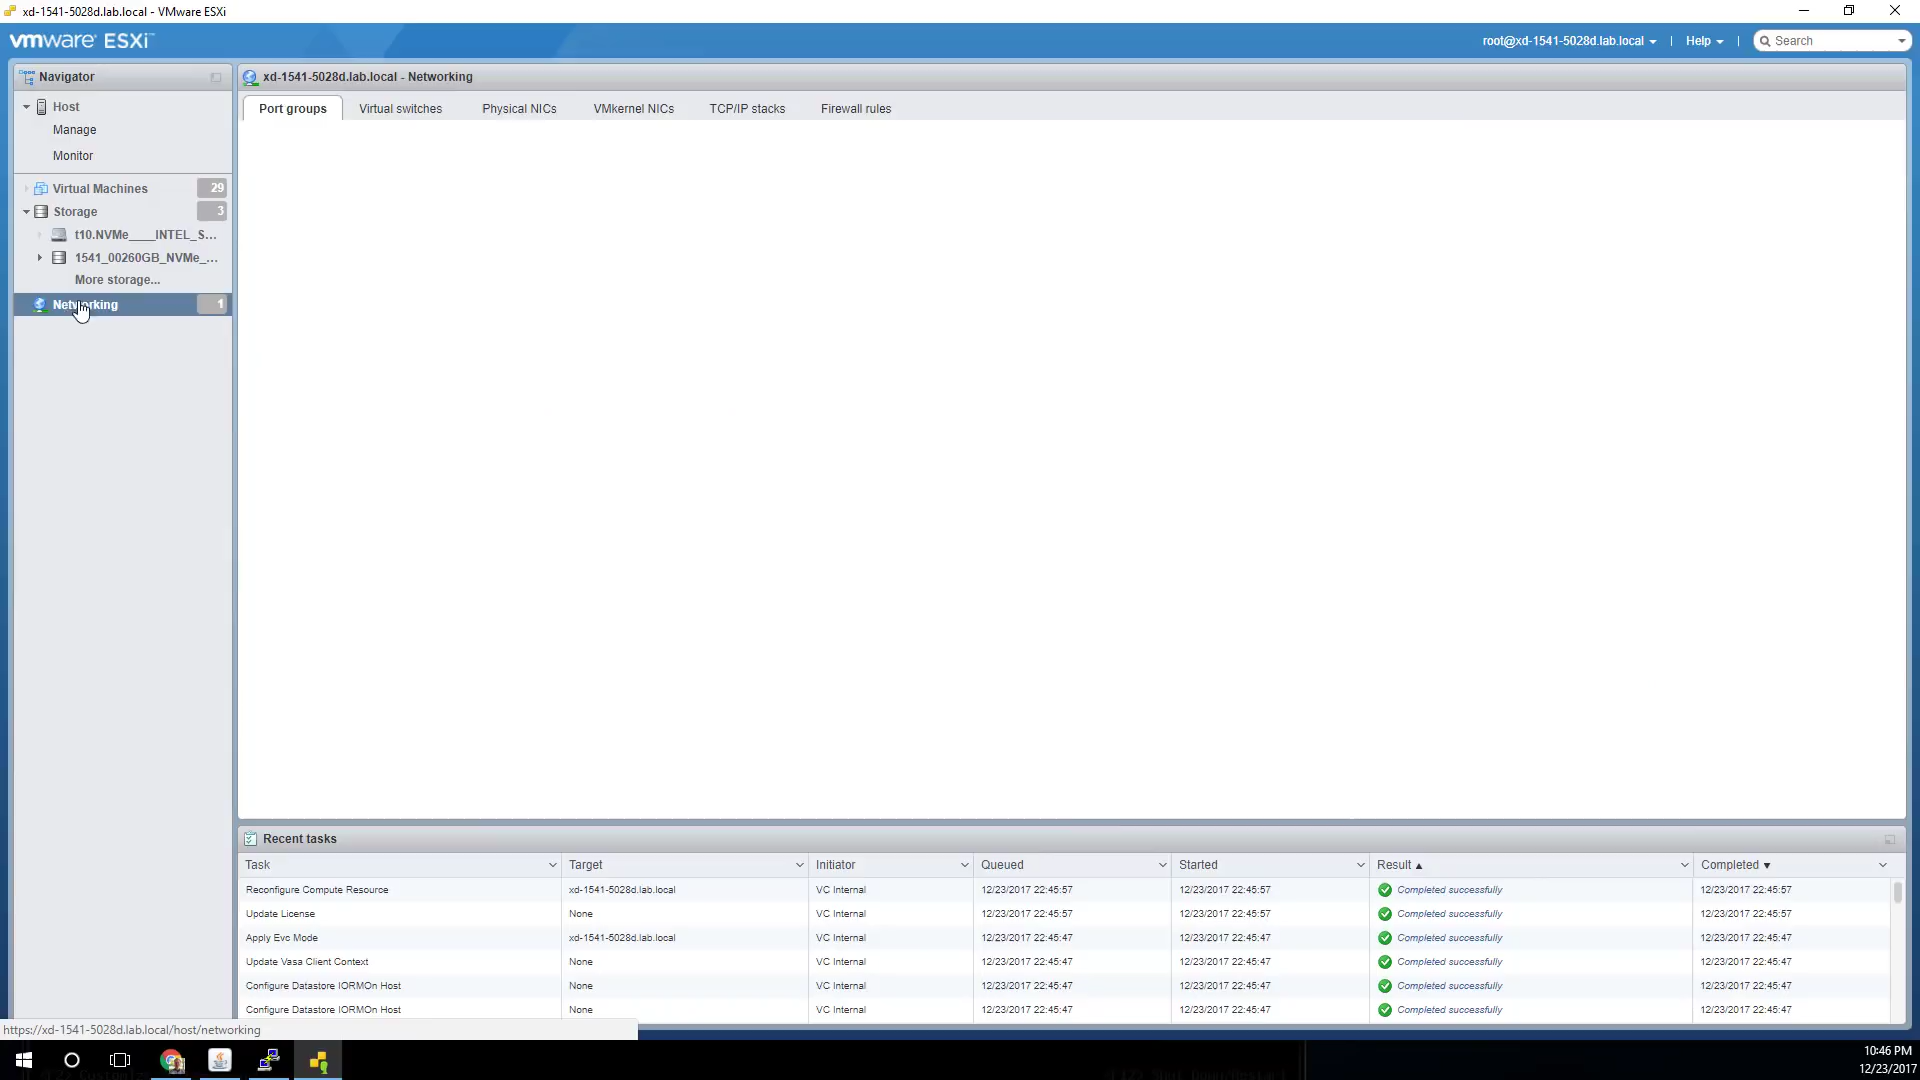 xd-1541-5028d.lab.local - VMware ESXi
vmware ESXi™
root@xd-1541-5028d.lab.local | Help | Search
Navigator
Host
Manage
Monitor
Virtual Machines 29
Storage 3
t10.NVMe____INTEL_S...
1541_00260GB_NVMe_...
More storage...
Networking 1
xd-1541-5028d.lab.local - Networking
Port groups Virtual switches Physical NICs VMkernel NICs TCP/IP stacks Firewall rules
Recent tasks
Task Target Initiator Queued Started Result Completed
Reconfigure Compute Resource xd-1541-5028d.lab.local VC Internal 12/23/2017 22:45:57 12/23/2017 22:45:57 Completed successfully 12/23/2017 22:45:57
Update License None VC Internal 12/23/2017 22:45:57 12/23/2017 22:45:57 Completed successfully 12/23/2017 22:45:57
Apply Evc Mode xd-1541-5028d.lab.local VC Internal 12/23/2017 22:45:47 12/23/2017 22:45:47 Completed successfully 12/23/2017 22:45:47
Update Vasa Client Context None VC Internal 12/23/2017 22:45:47 12/23/2017 22:45:47 Completed successfully 12/23/2017 22:45:47
Configure Datastore IORMOn Host None VC Internal 12/23/2017 22:45:47 12/23/2017 22:45:47 Completed successfully 12/23/2017 22:45:47
Configure Datastore IORMOn Host None VC Internal 12/23/2017 22:45:47 12/23/2017 22:45:47 Completed successfully 12/23/2017 22:45:47
https://xd-1541-5028d.lab.local/host/networking
10:46 PM
12/23/2017